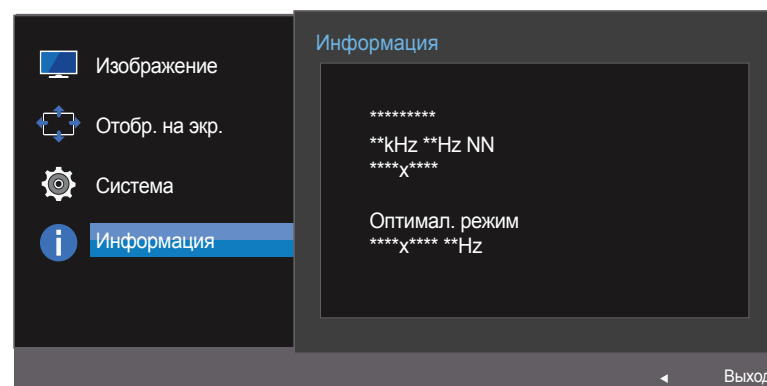 Изображение
Отобр. на экр.
Система
Информация
Информация
*********
**kHz **Hz NN
****x****
Оптимал. режим
****x**** **Hz
Выход